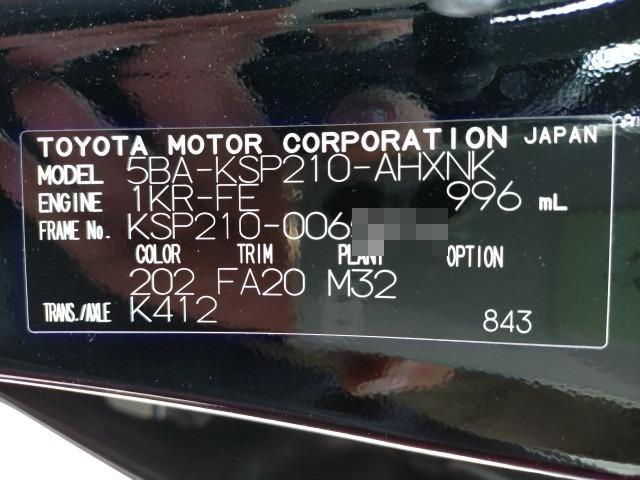 TOYOTA MOTOR CORPORATION JAPAN
MODEL 5BA-KSP210-AHXNK
ENGINE 1KR-FE 996 mL
FRAME No. KSP210-006
COLOR TRIM PLANT OPTION
202 FA20 M32
TRANS./AXLE K412 843